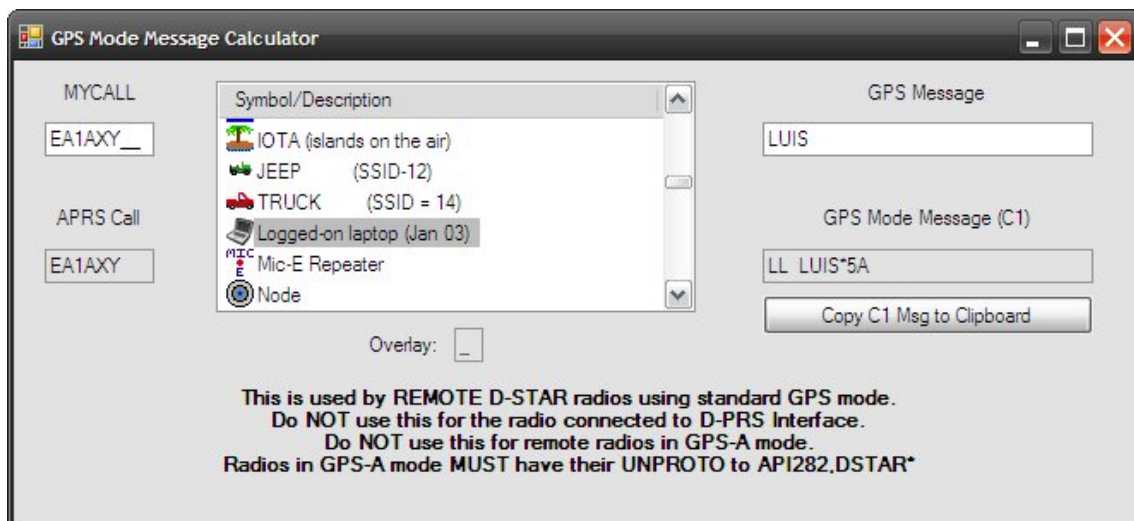 GPS Mode Message Calculator
MYCALL
EA1AXY__
APRS Call
EA1AXY
Symbol/Description
IOTA (islands on the air)
JEEP (SSID-12)
TRUCK (SSID = 14)
Logged-on laptop (Jan 03)
MIC E Mic-E Repeater
Node
Overlay: _
GPS Message
LUIS
GPS Mode Message (C1)
LL LUIS*5A
Copy C1 Msg to Clipboard
This is used by REMOTE D-STAR radios using standard GPS mode.
Do NOT use this for the radio connected to D-PRS Interface.
Do NOT use this for remote radios in GPS-A mode.
Radios in GPS-A mode MUST have their UNPROTO to API282,DSTAR*